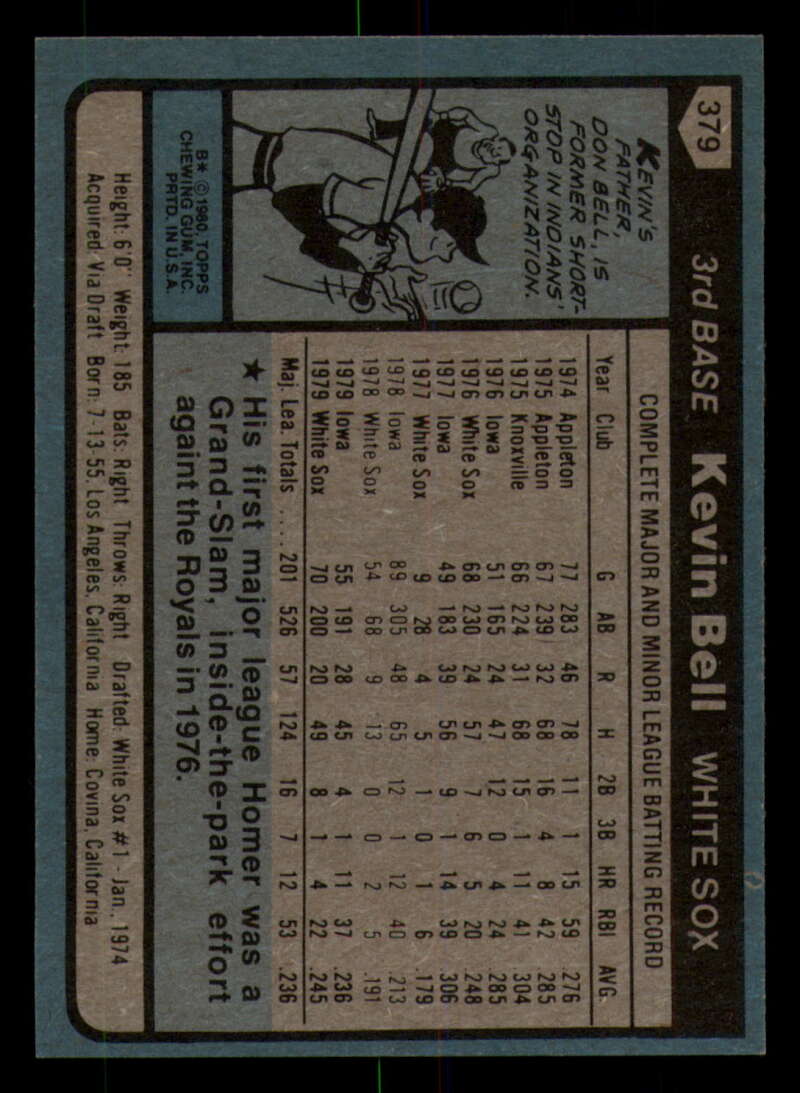 379 3rd BASE Kevin Bell WHITE SOX
KEVIN'S
FATHER,
DON BELL, IS
FORMER SHORT-
STOP IN INDIANS'
ORGANIZATION.
B* © 1980, TOPPS
CHEWING GUM, INC.
PRTD. IN U.S.A.
COMPLETE MAJOR AND MINOR LEAGUE BATTING RECORD
Year Club G AB R H 2B 3B HR RBI AVG.
1974 Appleton 77 283 46 78 11 1 15 59 .276
1975 Appleton 67 239 32 68 16 4 8 42 .285
1975 Knoxville 66 224 31 68 15 1 11 41 .304
1976 Iowa 51 165 24 47 12 0 4 24 .285
1976 White Sox 68 230 24 57 7 6 5 20 .248
1977 Iowa 49 183 39 56 9 1 14 39 .306
1977 White Sox 9 28 4 5 1 0 1 6 .179
1978 Iowa 89 305 48 65 12 1 12 40 .213
1978 White Sox 54 68 9 13 0 0 2 5 .191
1979 Iowa 55 191 28 45 4 1 11 37 .236
1979 White Sox 70 200 20 49 8 1 4 22 .245
Maj. Lea. Totals .... 201 526 57 124 16 7 12 53 .236
★ His first major league Homer was a
Grand-Slam, inside-the-park effort
againt the Royals in 1976.
Height: 6'0" Weight: 185 Bats: Right Throws: Right Drafted: White Sox #1 - Jan., 1974
Acquired: Via Draft Born: 7-13-55, Los Angeles, California Home: Covina, California